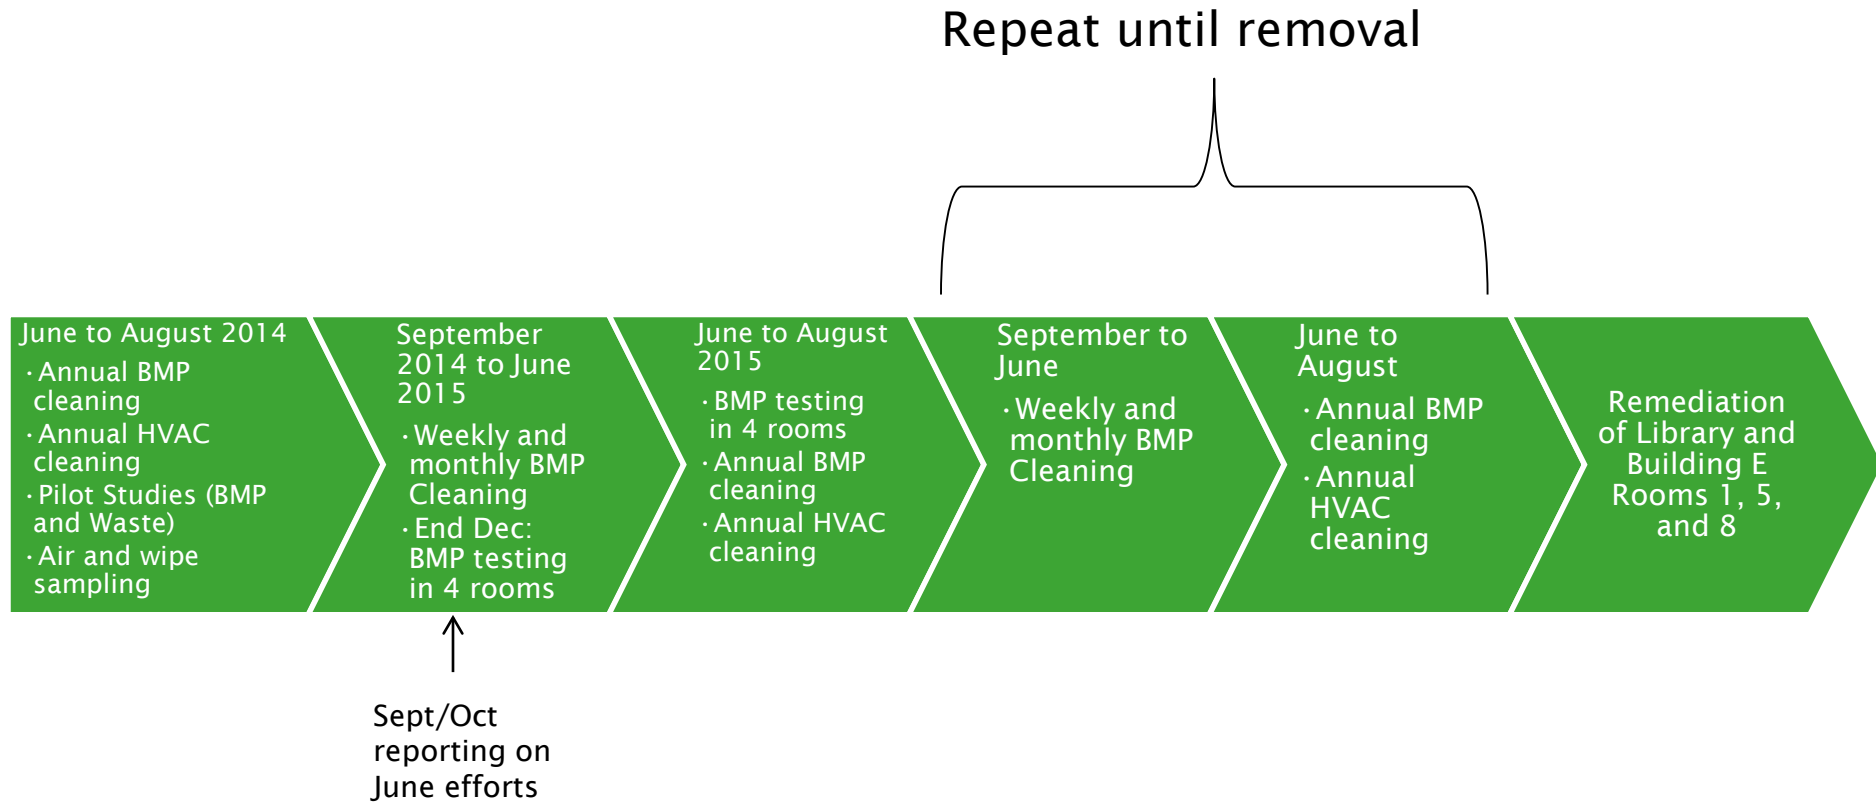 Repeat until removal
June to August 2014
·Annual BMP
cleaning
·Annual HVAC
cleaning
·Pilot Studies (BMP
and Waste)
·Air and wipe
sampling
September
2014 to June
2015
·Weekly and
monthly BMP
Cleaning
·End Dec:
BMP testing
in 4 rooms
June to August
2015
·BMP testing
in 4 rooms
·Annual BMP
cleaning
·Annual HVAC
cleaning
September to
June
·Weekly and
monthly BMP
Cleaning
June to
August
·Annual BMP
cleaning
·Annual
HVAC
cleaning
Remediation
of Library and
Building E
Rooms 1, 5,
and 8
Sept/Oct
reporting on
June efforts